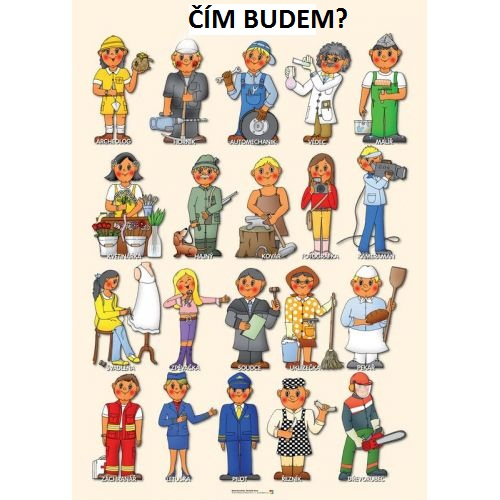 ČÍM BUDEM?
ARCHEOLOG HORNÍK AUTOMECHANIK VĚDEC MALÍŘ
KVĚTINÁŘKA HAJNÝ KOVÁŘ FOTOGRAFKA KAMERAMAN
ŠVADLENA ZPĚVAČKA SOUDCE UKLÍZEČKA PEKAŘ
ZÁCHRANÁŘ LETUŠKA PILOT ŘEZNÍK DŘEVORUBEC